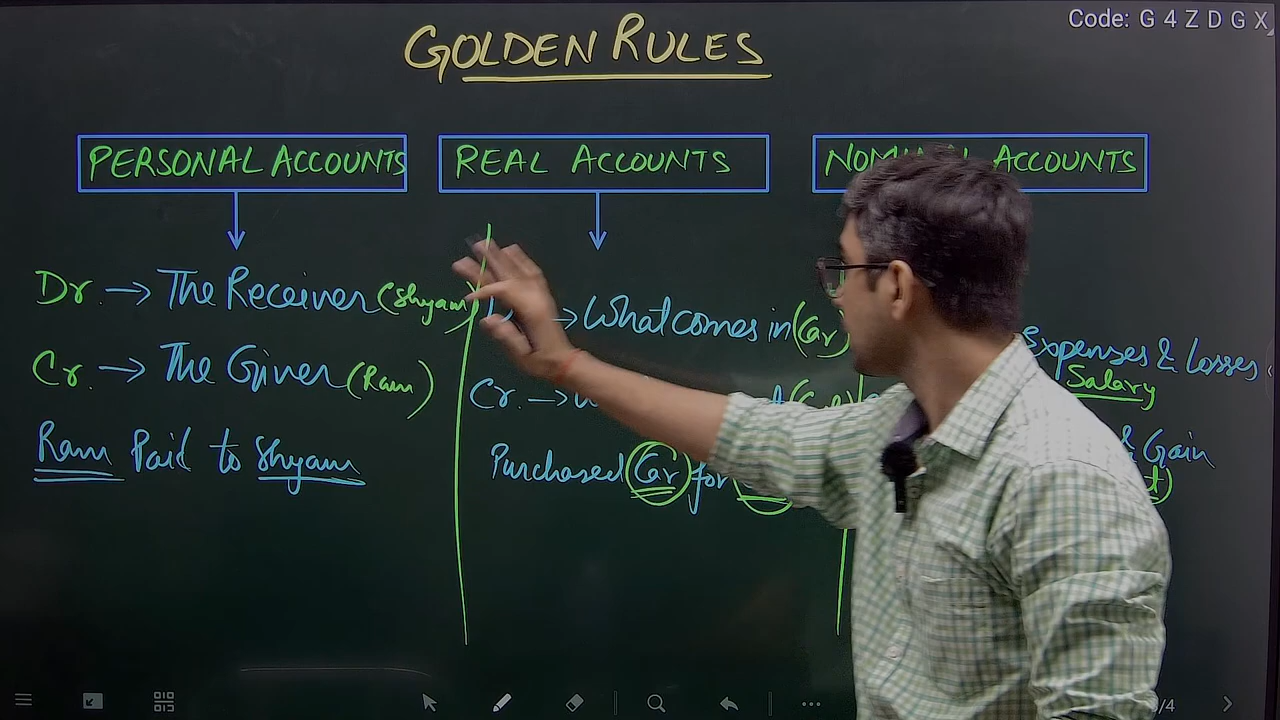 Code: G 4 Z D G X
GOLDEN RULES
PERSONAL ACCOUNTS
REAL ACCOUNTS
ACCOUNTS
Dr. → The Receiver (Shyam)
Cr. → The Giver (Ram)
Ram Paid to Shyam
→ What comes in (Car)
Cr. →
Purchased Car for
Expenses & Losses
Salary
& Gain